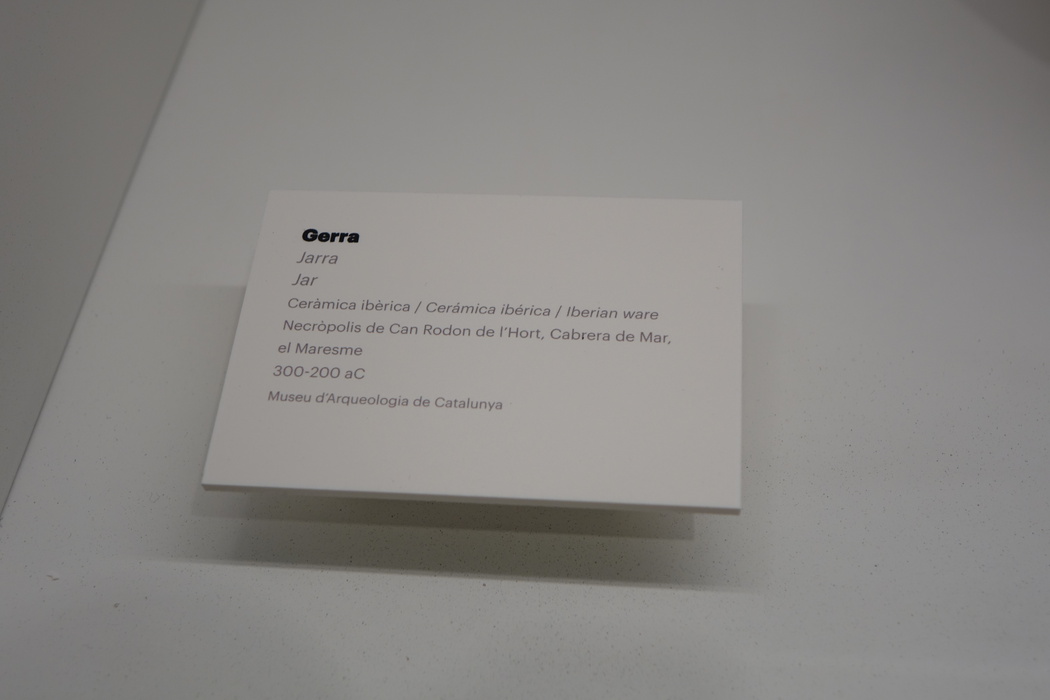 Gerra
Jarra
Jar
Ceràmica ibèrica / Cerámica ibérica / Iberian ware
Necròpolis de Can Rodon de l'Hort, Cabrera de Mar,
el Maresme
300-200 aC
Museu d'Arqueologia de Catalunya